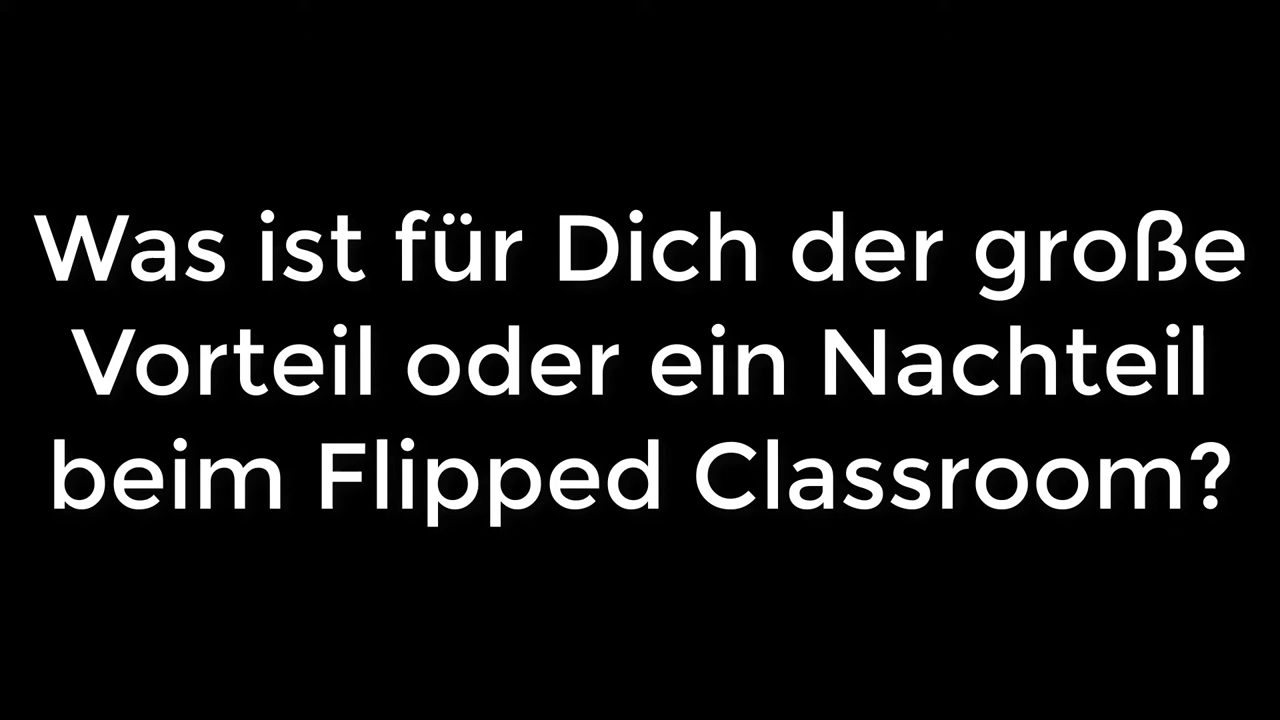 Was ist für Dich der große
Vorteil oder ein Nachteil
beim Flipped Classroom?